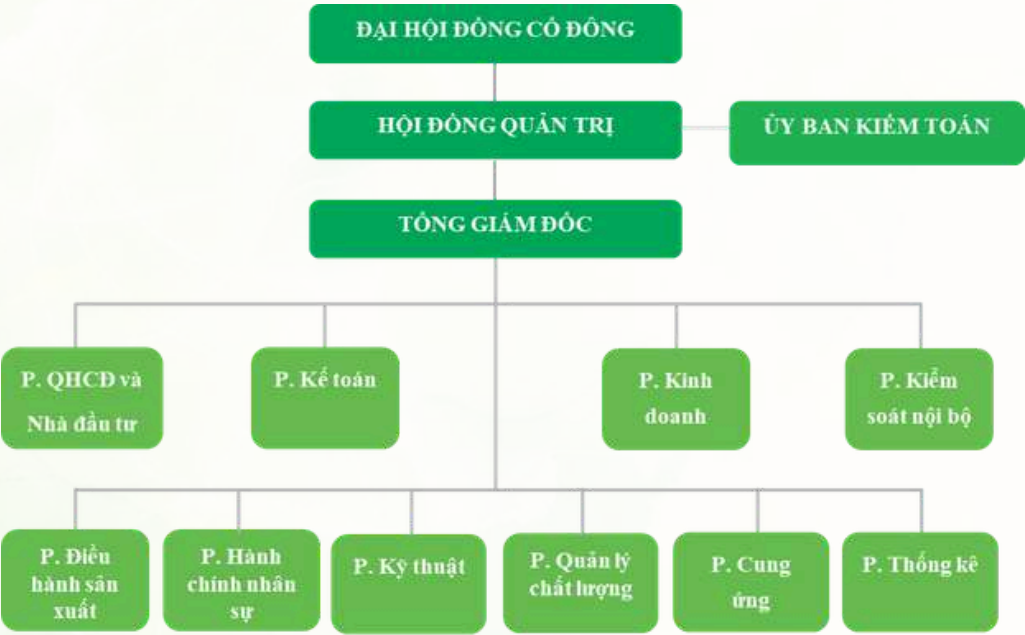 ĐẠI HỘI ĐỒNG CỔ ĐÔNG
HỘI ĐỒNG QUẢN TRỊ
ỦY BAN KIỂM TOÁN
TỔNG GIÁM ĐỐC
P. QHCĐ và
Nhà đầu tư
P. Kế toán
P. Kinh
doanh
P. Kiểm
soát nội bộ
P. Điều
hành sản
xuất
P. Hành
chính nhân
sự
P. Kỹ thuật
P. Quản lý
chất lượng
P. Cung
ứng
P. Thống kê